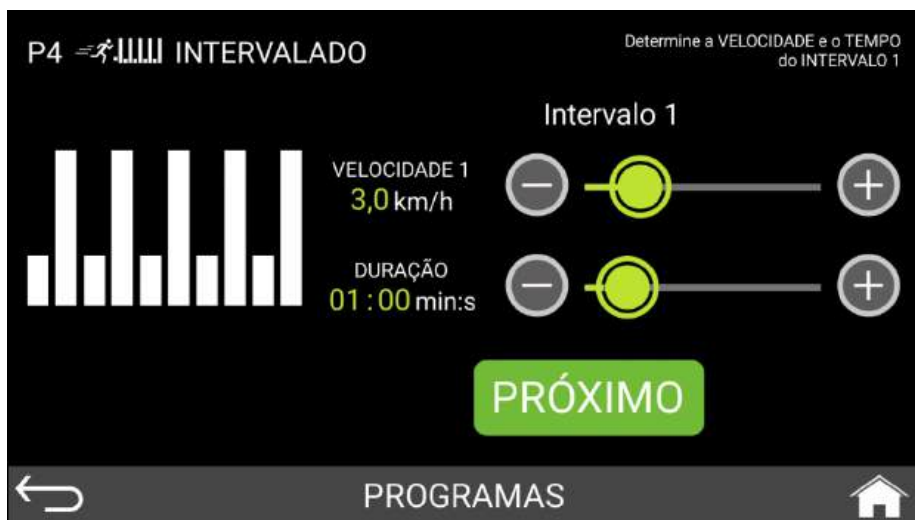 P4 INTERVALADO
Determine a VELOCIDADE e o TEMPO
do INTERVALO 1
Intervalo 1
VELOCIDADE 1
3,0 km/h
DURAÇÃO
01:00 min:s
PRÓXIMO
PROGRAMAS